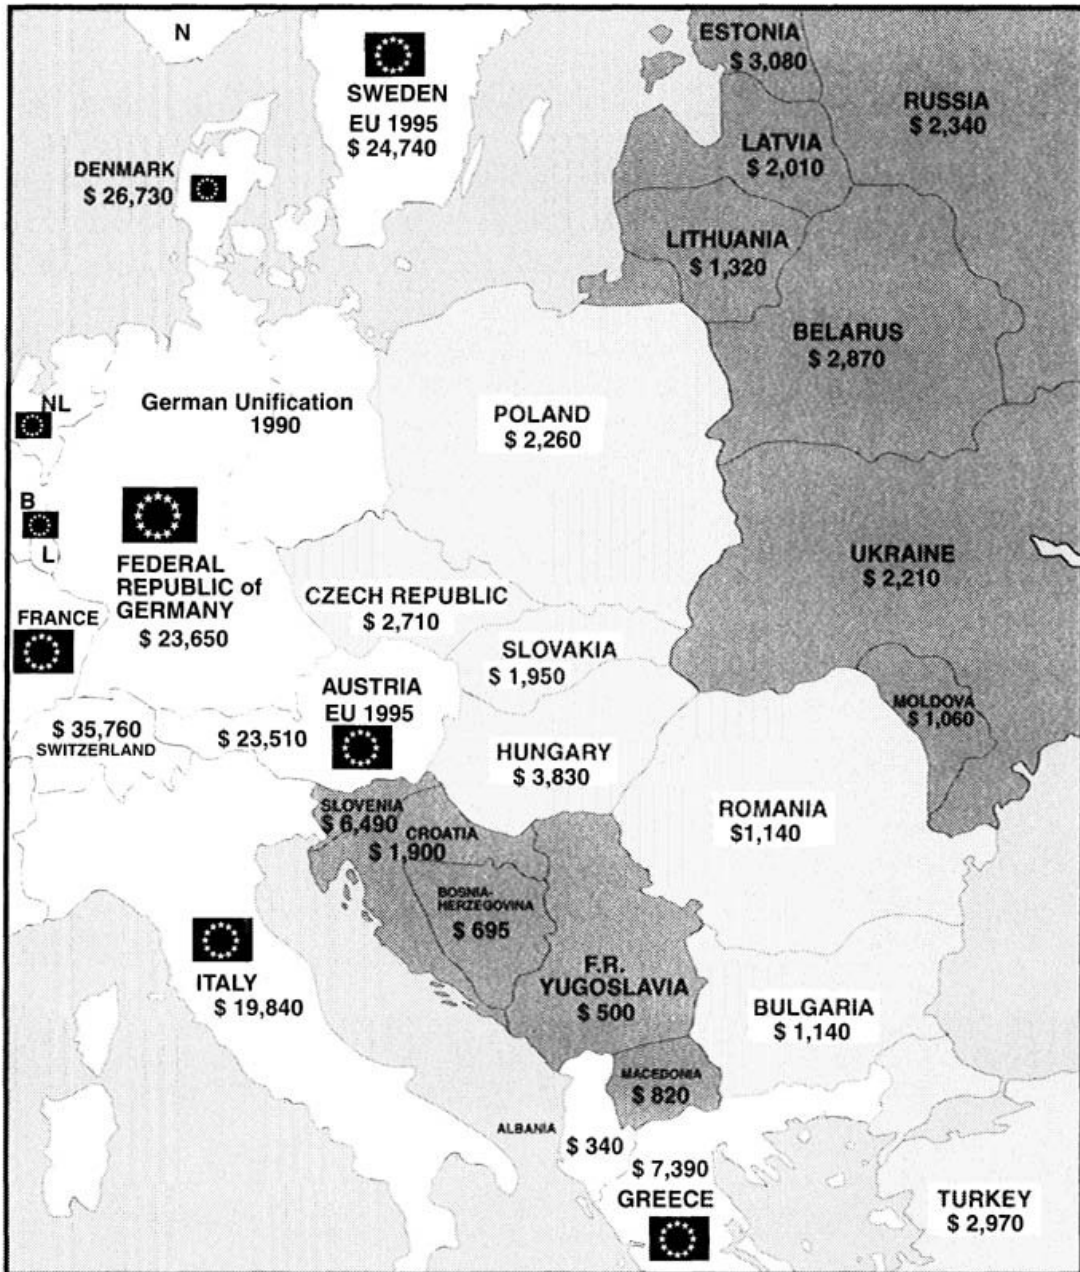 N
SWEDEN
EU 1995
$ 24,740
ESTONIA
$ 3,080
RUSSIA
$ 2,340
LATVIA
$ 2,010
DENMARK
$ 26,730
LITHUANIA
$ 1,320
BELARUS
$ 2,870
NL
German Unification
1990
POLAND
$ 2,260
B
L
FEDERAL
REPUBLIC of
GERMANY
$ 23,650
UKRAINE
$ 2,210
CZECH REPUBLIC
$ 2,710
FRANCE
SLOVAKIA
$ 1,950
AUSTRIA
EU 1995
$ 23,510
$ 35,760
SWITZERLAND
MOLDOVA
$ 1,060
HUNGARY
$ 3,830
SLOVENIA
$ 6,490
CROATIA
$ 1,900
ROMANIA
$1,140
BOSNIA-
HERZEGOVINA
$ 695
F.R.
YUGOSLAVIA
$ 500
ITALY
$ 19,840
BULGARIA
$ 1,140
MACEDONIA
$ 820
ALBANIA
$ 340
$ 7,390
GREECE
TURKEY
$ 2,970